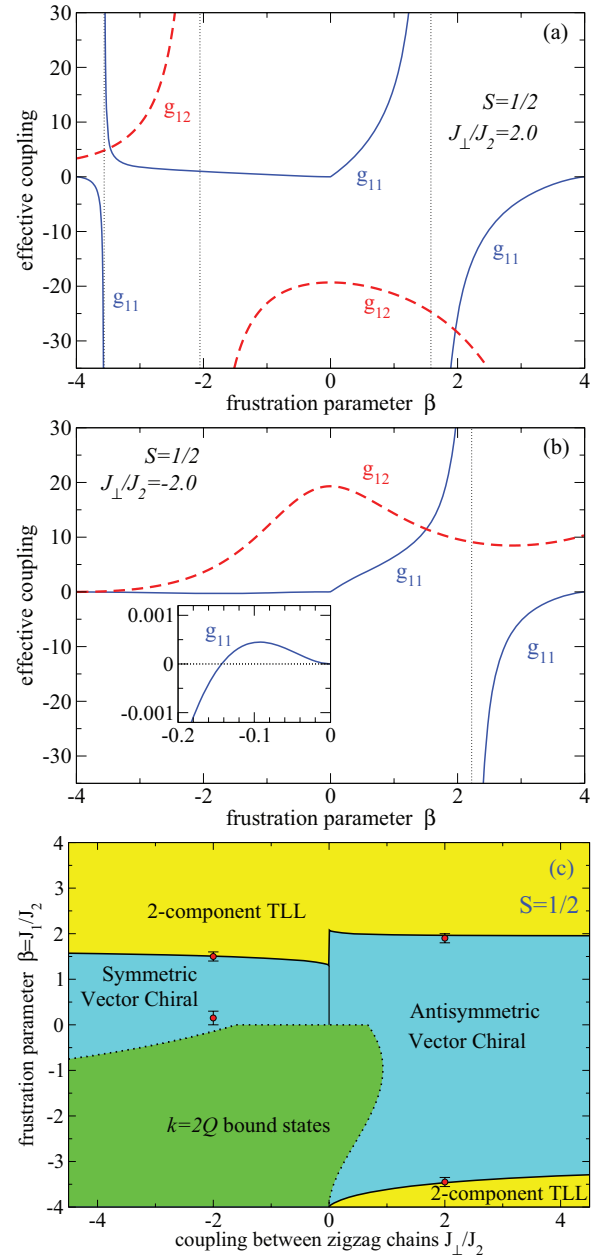 (a)
30
20
10
0
-10
-20
-30
effective coupling
g12
g11
g11
g12
g11
S=1/2
J⊥/J2=2.0
-4 -2 0 2 4
frustration parameter β
(b)
30
20
10
0
-10
-20
-30
effective coupling
S=1/2
J⊥/J2=-2.0
g12
g11
g11
0.001
0
-0.001
g11
-0.2 -0.1 0
-4 -2 0 2 4
frustration parameter β
(c)
S=1/2
4
3
2
1
0
-1
-2
-3
-4
frustration parameter β=J1/J2
2-component TLL
Symmetric
Vector Chiral
Antisymmetric
Vector Chiral
k=2Q bound states
2-component TLL
-4 -2 0 2 4
coupling between zigzag chains J⊥/J2